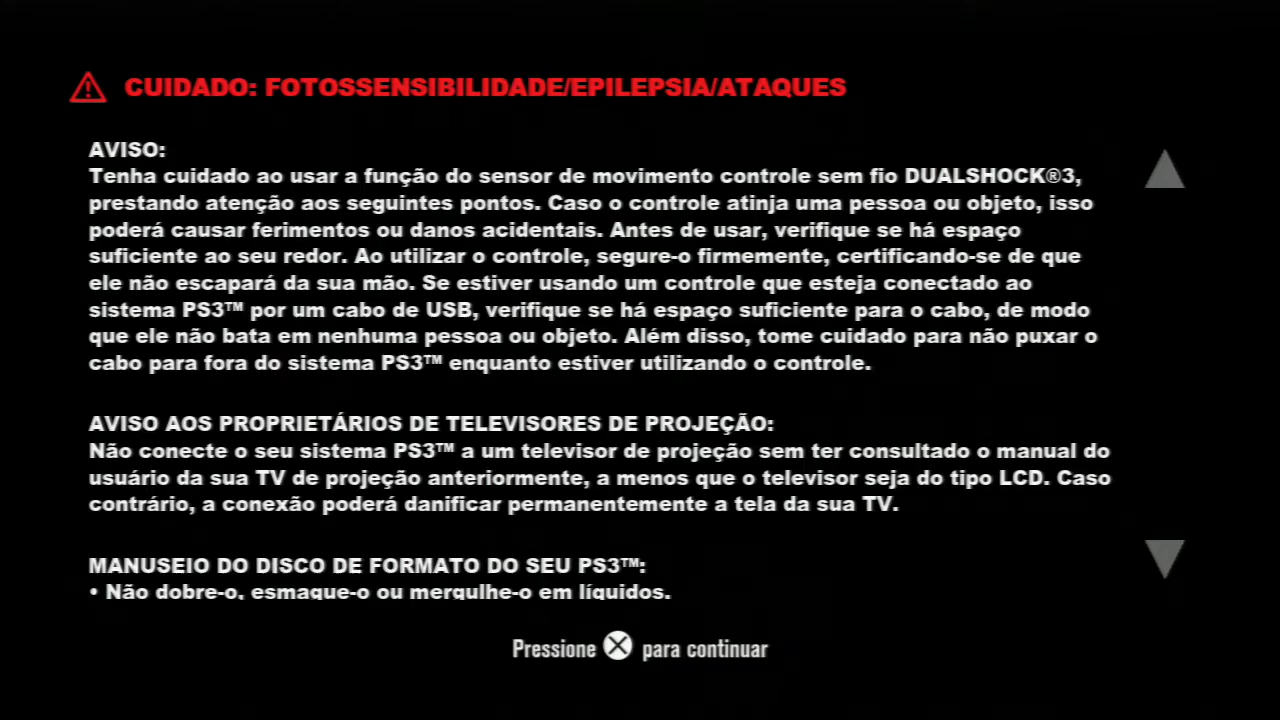 CUIDADO: FOTOSSENSIBILIDADE/EPILEPSIA/ATAQUES
AVISO:
Tenha cuidado ao usar a função do sensor de movimento controle sem fio DUALSHOCK®3,
prestando atenção aos seguintes pontos. Caso o controle atinja uma pessoa ou objeto, isso
poderá causar ferimentos ou danos acidentais. Antes de usar, verifique se há espaço
suficiente ao seu redor. Ao utilizar o controle, segure-o firmemente, certificando-se de que
ele não escapará da sua mão. Se estiver usando um controle que esteja conectado ao
sistema PS3™ por um cabo de USB, verifique se há espaço suficiente para o cabo, de modo
que ele não bata em nenhuma pessoa ou objeto. Além disso, tome cuidado para não puxar o
cabo para fora do sistema PS3™ enquanto estiver utilizando o controle.
AVISO AOS PROPRIETÁRIOS DE TELEVISORES DE PROJEÇÃO:
Não conecte o seu sistema PS3™ a um televisor de projeção sem ter consultado o manual do
usuário da sua TV de projeção anteriormente, a menos que o televisor seja do tipo LCD. Caso
contrário, a conexão poderá danificar permanentemente a tela da sua TV.
MANUSEIO DO DISCO DE FORMATO DO SEU PS3™:
• Não dobre-o, esmague-o ou mergulhe-o em líquidos.
Pressione ⓧ para continuar